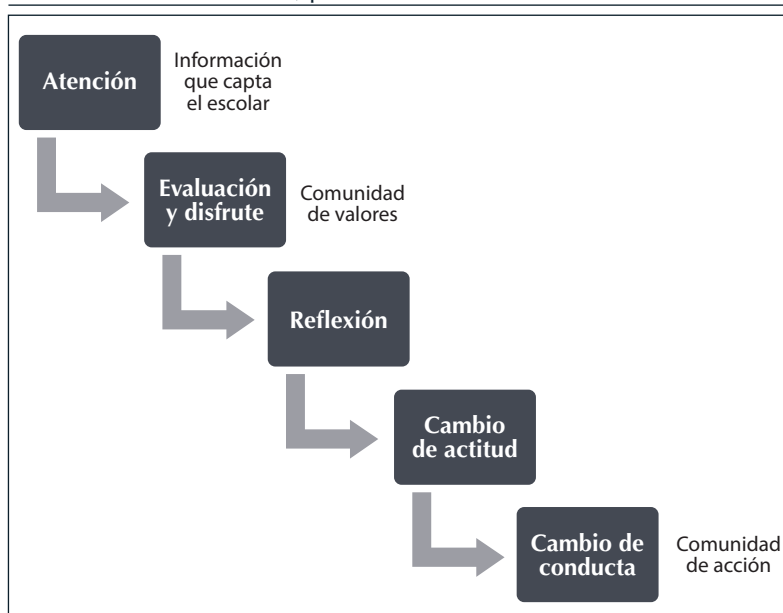 Atención
Información
que capta
el escolar
Evaluación
y disfrute
Comunidad
de valores
Reflexión
Cambio
de actitud
Cambio de
conducta
Comunidad
de acción